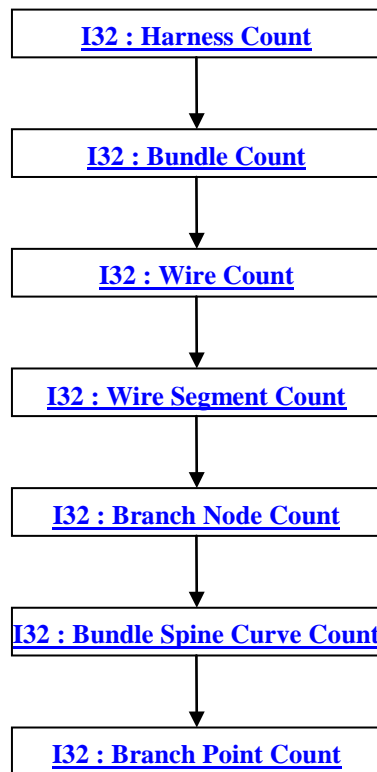 I32 : Harness Count
I32 : Bundle Count
I32 : Wire Count
I32 : Wire Segment Count
I32 : Branch Node Count
I32 : Bundle Spine Curve Count
I32 : Branch Point Count